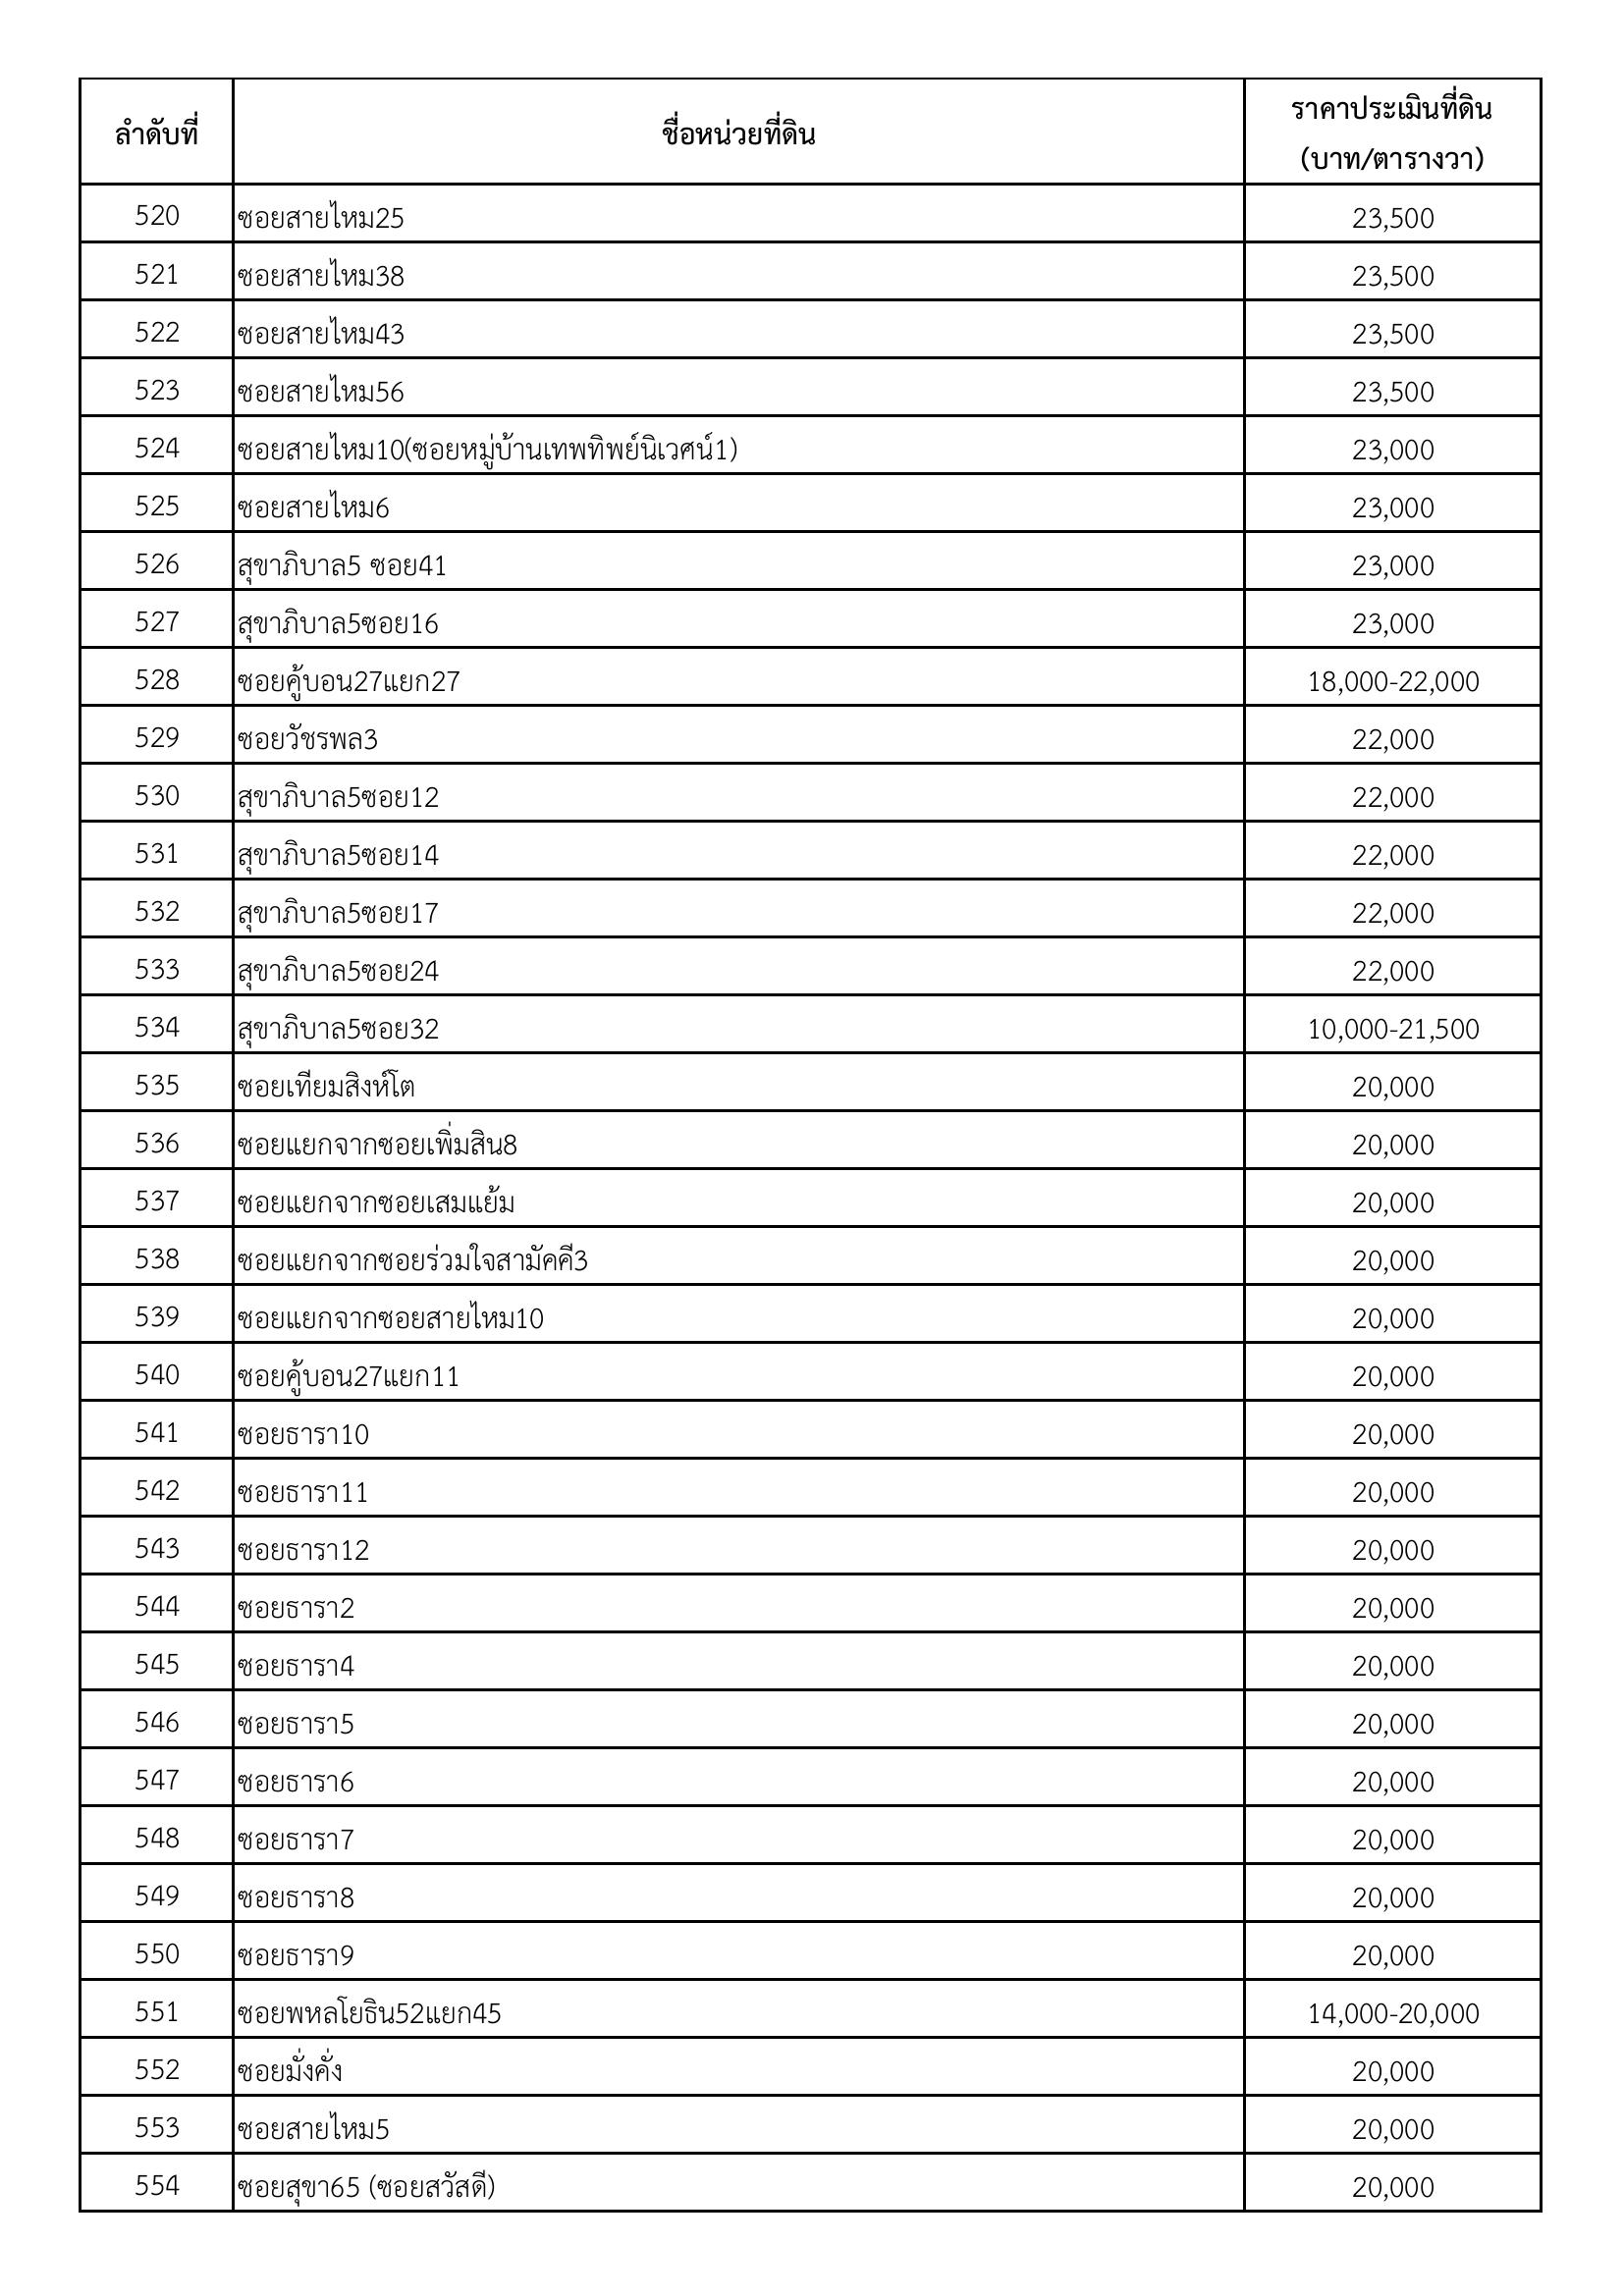 ลำดับที่ ชื่อหน่วยที่ดิน ราคาประเมินที่ดิน (บาท/ตารางวา)
520 ซอยสายไหม25 23,500
521 ซอยสายไหม38 23,500
522 ซอยสายไหม43 23,500
523 ซอยสายไหม56 23,500
524 ซอยสายไหม10(ซอยหมู่บ้านเทพทิพย์นิเวศน์1) 23,000
525 ซอยสายไหม6 23,000
526 สุขาภิบาล5 ซอย41 23,000
527 สุขาภิบาล5ซอย16 23,000
528 ซอยคู้บอน27แยก27 18,000-22,000
529 ซอยวัชรพล3 22,000
530 สุขาภิบาล5ซอย12 22,000
531 สุขาภิบาล5ซอย14 22,000
532 สุขาภิบาล5ซอย17 22,000
533 สุขาภิบาล5ซอย24 22,000
534 สุขาภิบาล5ซอย32 10,000-21,500
535 ซอยเทียมสิงห์โต 20,000
536 ซอยแยกจากซอยเพิ่มสิน8 20,000
537 ซอยแยกจากซอยเสมแย้ม 20,000
538 ซอยแยกจากซอยร่วมใจสามัคคี3 20,000
539 ซอยแยกจากซอยสายไหม10 20,000
540 ซอยคู้บอน27แยก11 20,000
541 ซอยธารา10 20,000
542 ซอยธารา11 20,000
543 ซอยธารา12 20,000
544 ซอยธารา2 20,000
545 ซอยธารา4 20,000
546 ซอยธารา5 20,000
547 ซอยธารา6 20,000
548 ซอยธารา7 20,000
549 ซอยธารา8 20,000
550 ซอยธารา9 20,000
551 ซอยพหลโยธิน52แยก45 14,000-20,000
552 ซอยมั่งคั่ง 20,000
553 ซอยสายไหม5 20,000
554 ซอยสุขา65 (ซอยสวัสดี) 20,000